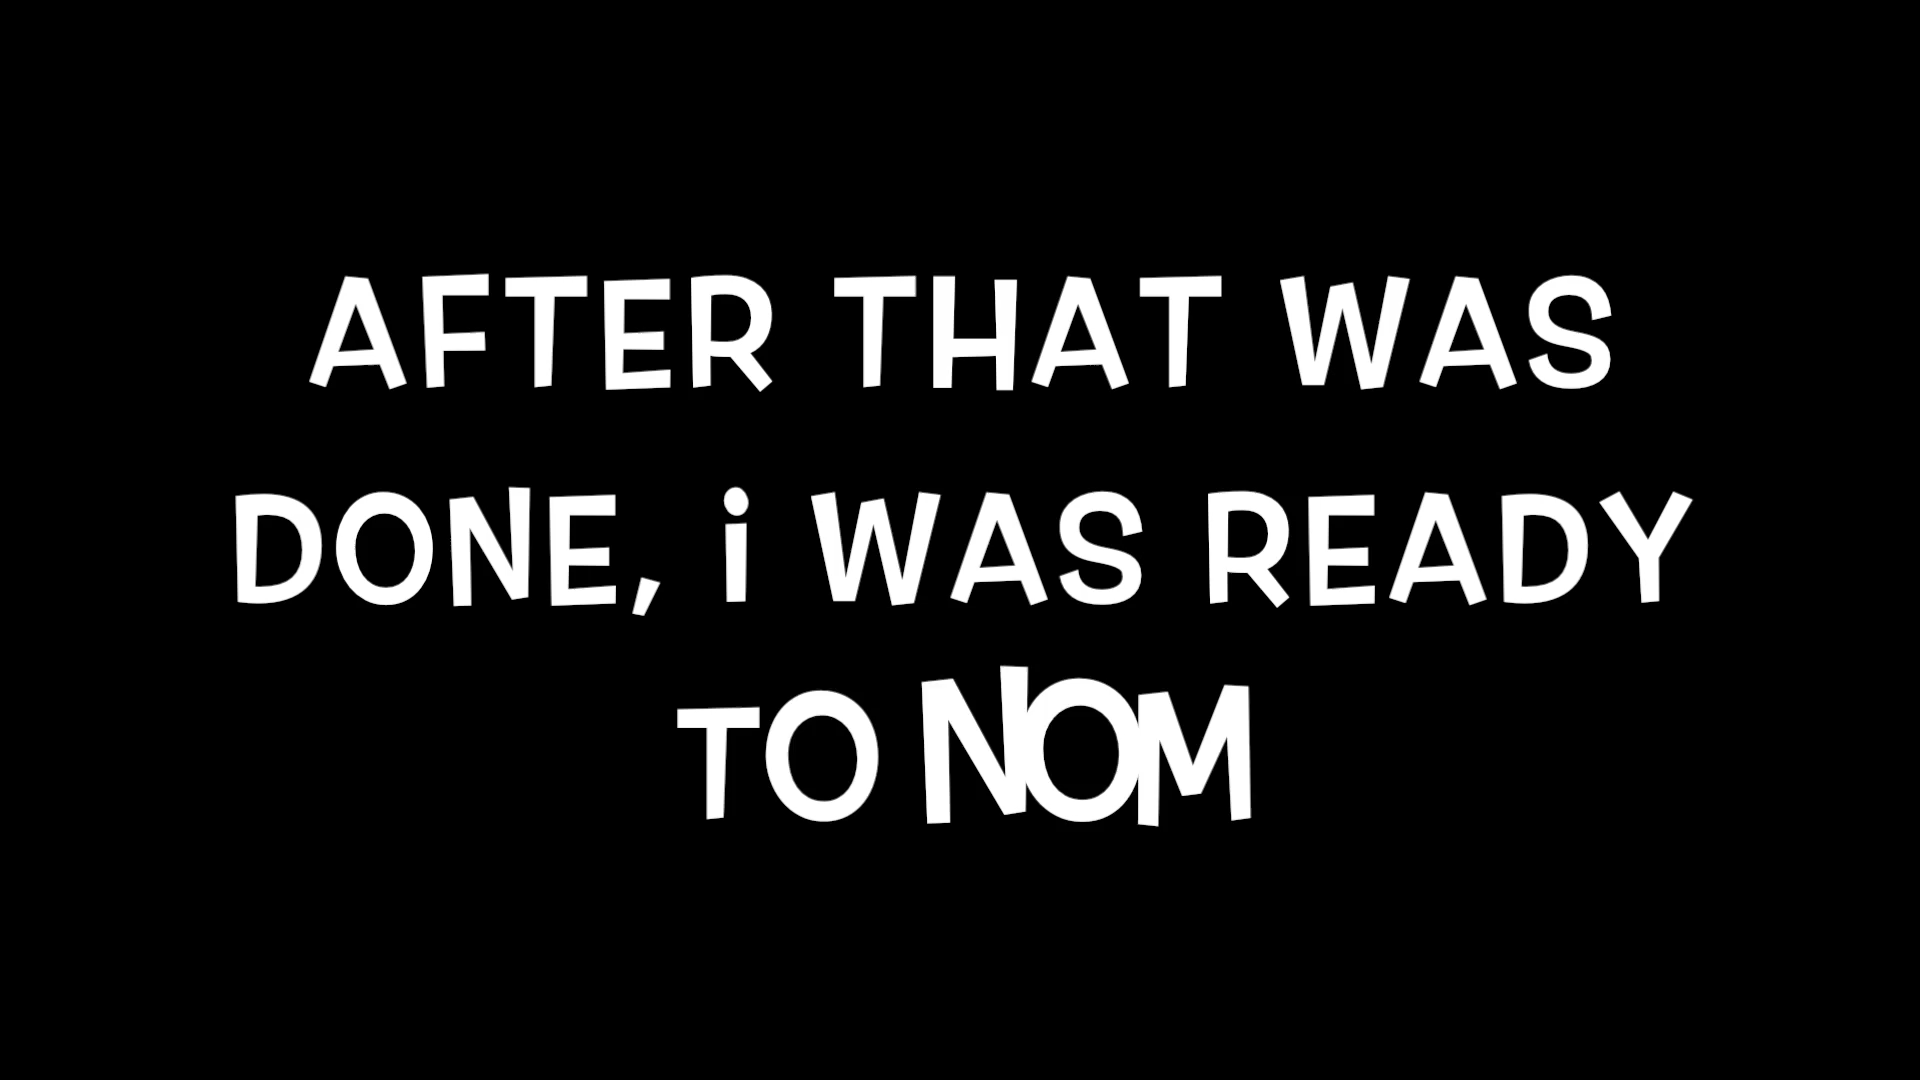 AFTER THAT WAS
DONE, i WAS READY
TO NOM